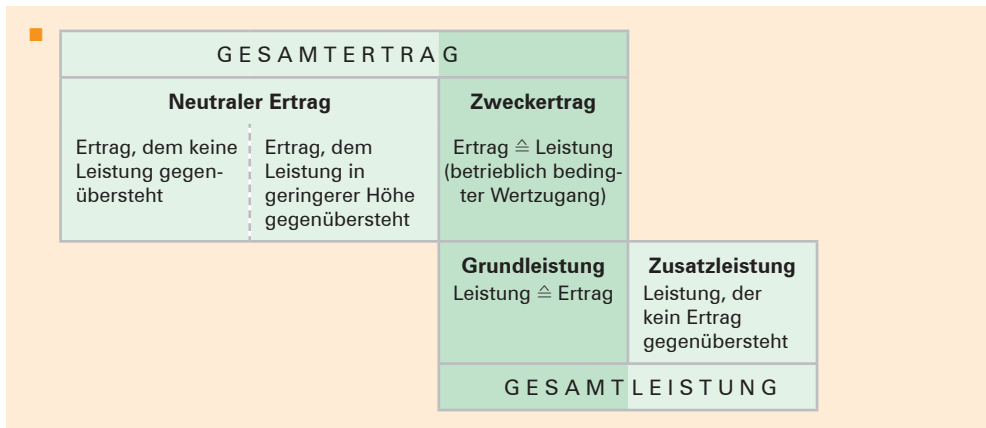 GESAMTERTRAG
Neutraler Ertrag
Ertrag, dem keine
Leistung gegen-
übersteht
Ertrag, dem
Leistung in
geringerer Höhe
gegenübersteht
Zweckertrag
Ertrag ≙ Leistung
(betrieblich beding-
ter Wertzugang)
Grundleistung
Leistung ≙ Ertrag
Zusatzleistung
Leistung, der
kein Ertrag
gegenübersteht
GESAMTLEISTUNG